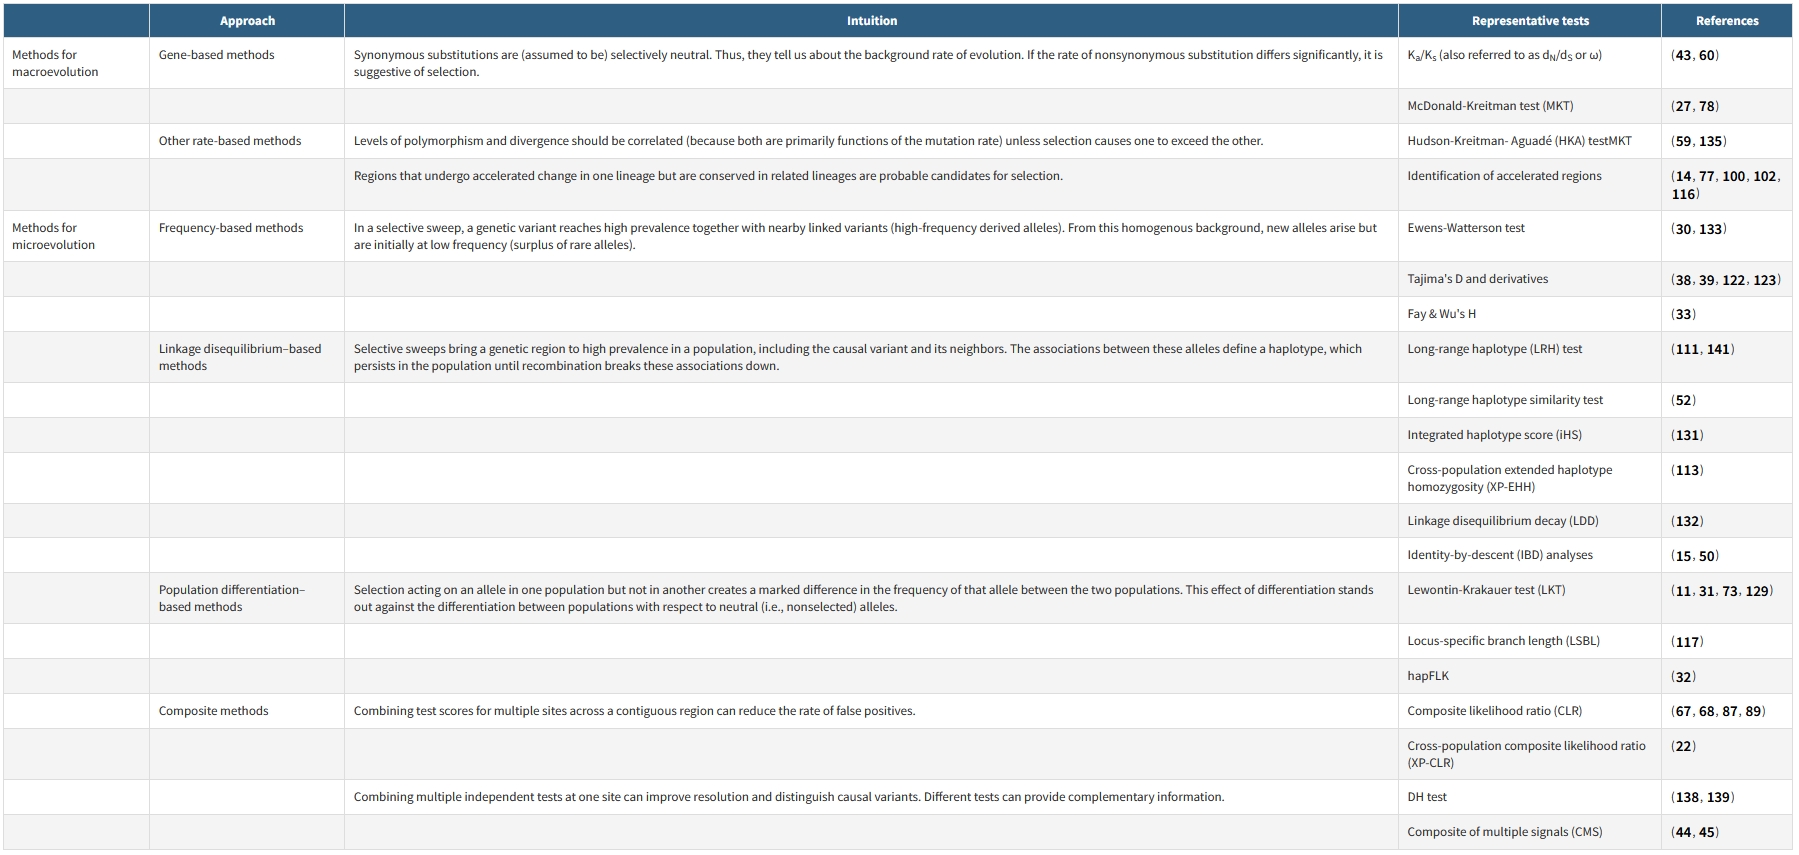 Approach Intuition Representative tests References
Methods for
macroevolution
Gene-based methods
Synonymous substitutions are (assumed to be) selectively neutral. Thus, they tell us about the background rate of evolution. If the rate of nonsynonymous substitution differs significantly, it is
suggestive of selection.
Ka/Ks (also referred to as dN/dS or ω)
(43, 60)
McDonald-Kreitman test (MKT)
(27, 78)
Other rate-based methods
Levels of polymorphism and divergence should be correlated (because both are primarily functions of the mutation rate) unless selection causes one to exceed the other.
Hudson-Kreitman- Aguadé (HKA) testMKT
(59, 135)
Regions that undergo accelerated change in one lineage but are conserved in related lineages are probable candidates for selection.
Identification of accelerated regions
(14, 77, 100, 102,
116)
Methods for
microevolution
Frequency-based methods
In a selective sweep, a genetic variant reaches high prevalence together with nearby linked variants (high-frequency derived alleles). From this homogenous background, new alleles arise but
are initially at low frequency (surplus of rare alleles).
Ewens-Watterson test
(30, 133)
Tajima's D and derivatives
(38, 39, 122, 123)
Fay & Wu's H
(33)
Linkage disequilibrium–based
methods
Selective sweeps bring a genetic region to high prevalence in a population, including the causal variant and its neighbors. The associations between these alleles define a haplotype, which
persists in the population until recombination breaks these associations down.
Long-range haplotype (LRH) test
(111, 141)
Long-range haplotype similarity test
(52)
Integrated haplotype score (iHS)
(131)
Cross-population extended haplotype
homozygosity (XP-EHH)
(113)
Linkage disequilibrium decay (LDD)
(132)
Identity-by-descent (IBD) analyses
(15, 50)
Population differentiation–
based methods
Selection acting on an allele in one population but not in another creates a marked difference in the frequency of that allele between the two populations. This effect of differentiation stands
out against the differentiation between populations with respect to neutral (i.e., nonselected) alleles.
Lewontin-Krakauer test (LKT)
(11, 31, 73, 129)
Locus-specific branch length (LSBL)
(117)
hapFLK
(32)
Composite methods
Combining test scores for multiple sites across a contiguous region can reduce the rate of false positives.
Composite likelihood ratio (CLR)
(67, 68, 87, 89)
Cross-population composite likelihood ratio
(XP-CLR)
(22)
Combining multiple independent tests at one site can improve resolution and distinguish causal variants. Different tests can provide complementary information.
DH test
(138, 139)
Composite of multiple signals (CMS)
(44, 45)